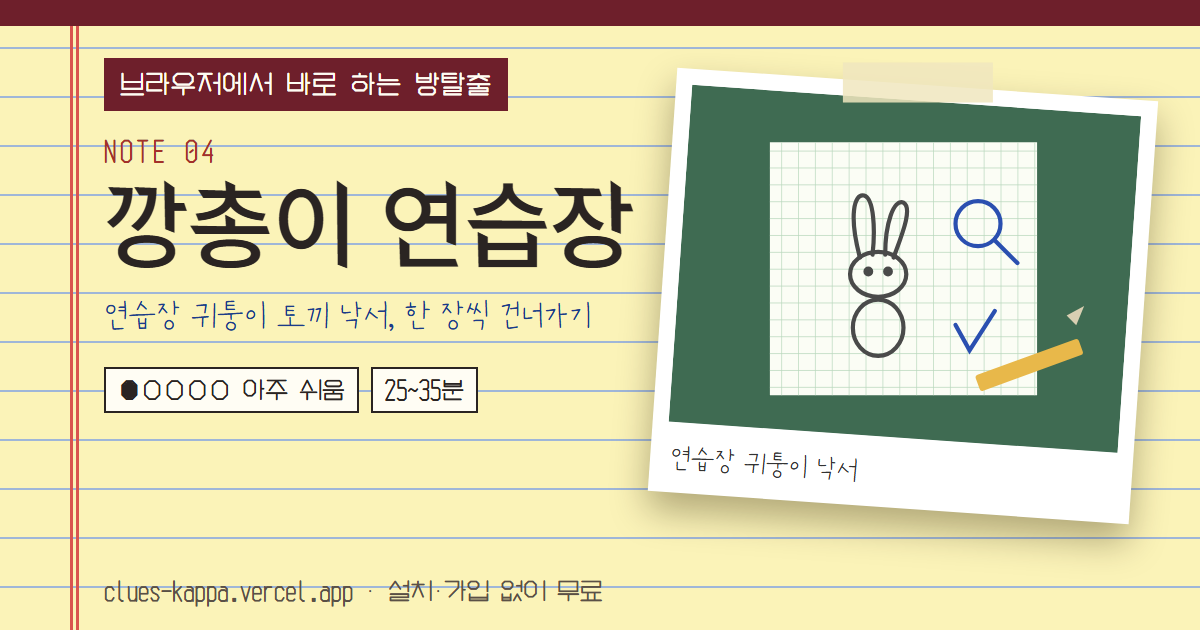 브라우저에서 바로 하는 방탈출
NOTE 04
깡총이 연습장
연습장 귀퉁이 토끼 낙서, 한 장씩 건너가기
●○○○○ 아주 쉬움
25~35분
연습장 귀퉁이 낙서
clues-kappa.vercel.app · 설치·가입 없이 무료